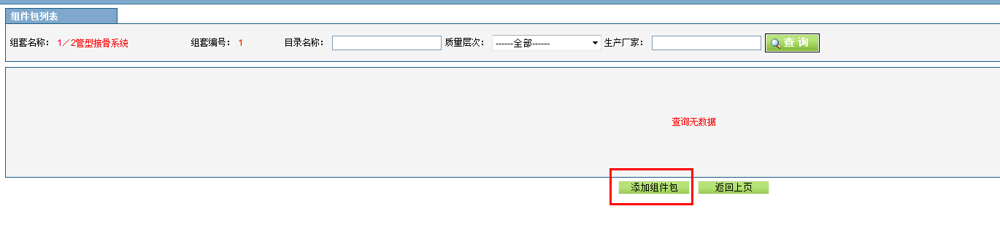 组件包列表
组套名称： 1／2管型接骨系统 组套编号： 1 目录名称： 质量层次： ------全部------ 生产厂家： 查 询
查询无数据
添加组件包 返回上页